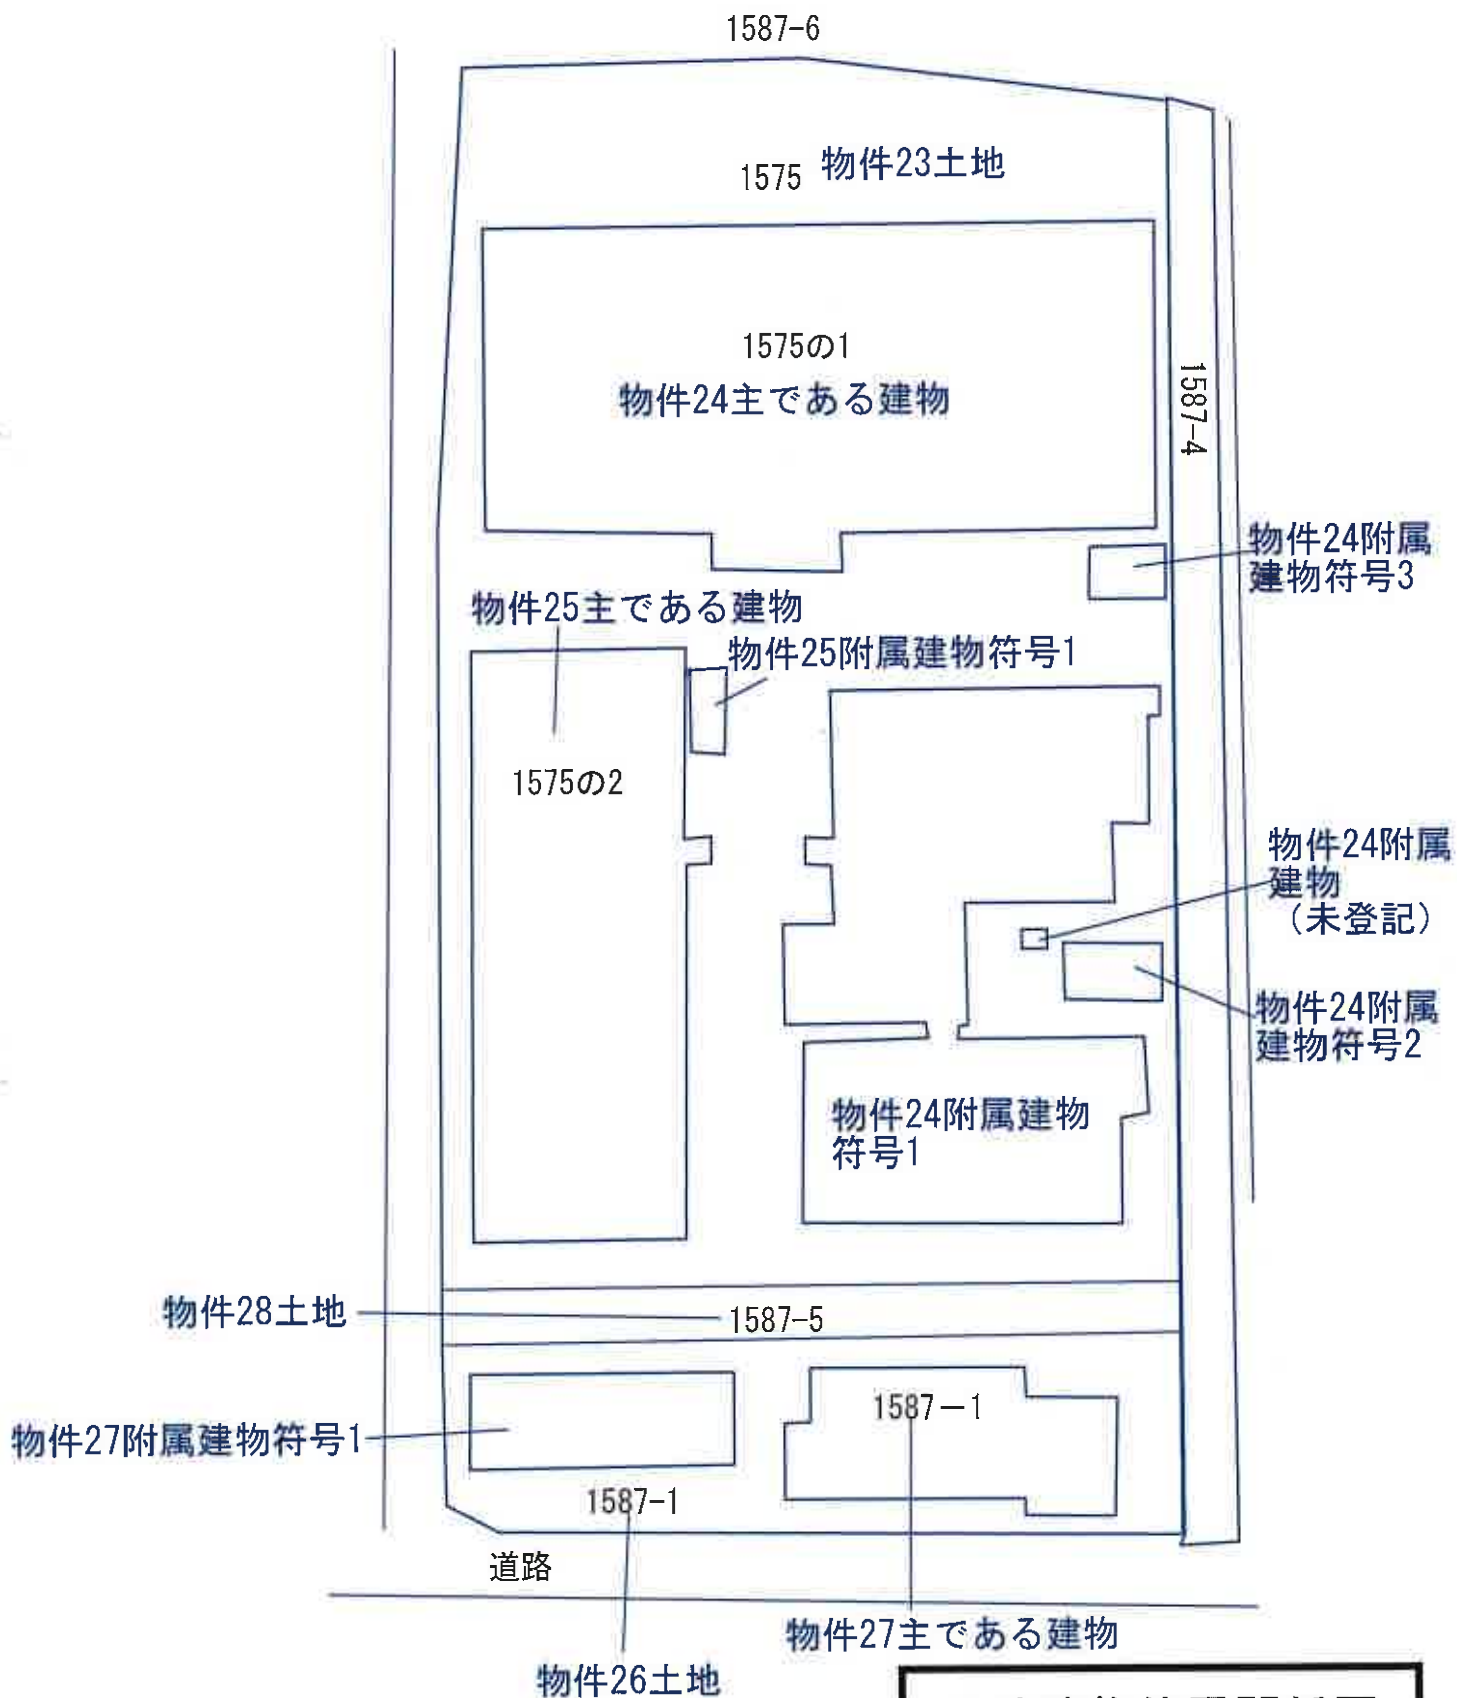 1587-6
1575 物件23土地
1575の1
物件24主である建物
1587-4
物件24附属
建物符号3
物件25主である建物
物件25附属建物符号1
1575の2
物件24附属
建物
（未登記）
物件24附属
建物符号2
物件24附属建物
符号1
物件28土地
1587-5
1587－1
物件27附属建物符号1
1587-1
道路
物件27主である建物
物件26土地